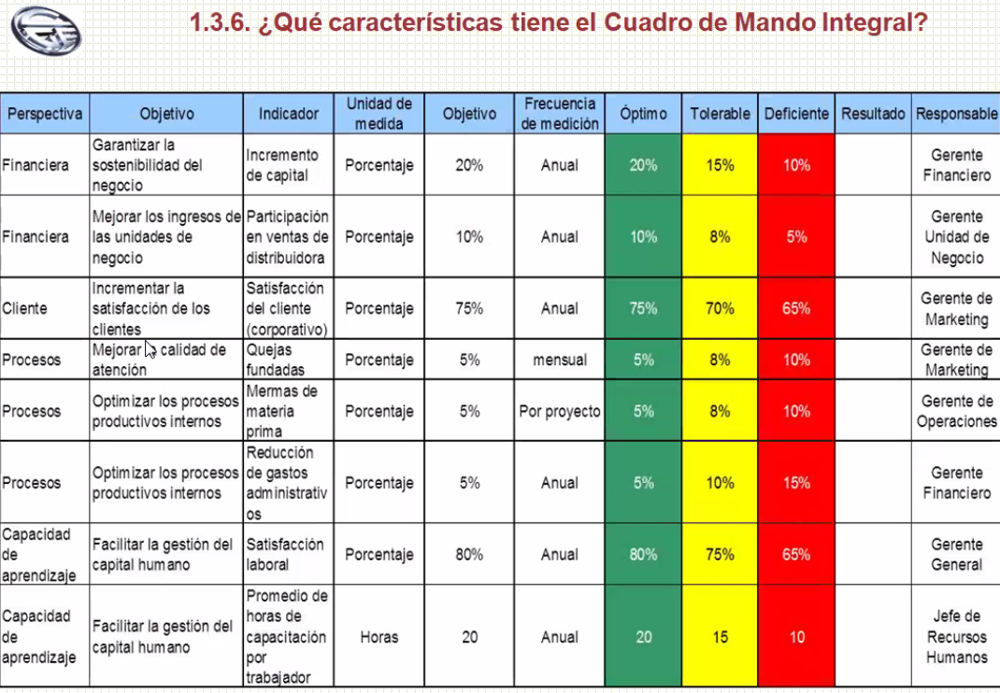 1.3.6. ¿Qué características tiene el Cuadro de Mando Integral?
Perspectiva Objetivo Indicador Unidad de medida Objetivo Frecuencia de medición Óptimo Tolerable Deficiente Resultado Responsable
Financiera Garantizar la sostenibilidad del negocio Incremento de capital Porcentaje 20% Anual 20% 15% 10% Gerente Financiero
Financiera Mejorar los ingresos de las unidades de negocio Participación en ventas de distribuidora Porcentaje 10% Anual 10% 8% 5% Gerente Unidad de Negocio
Cliente Incrementar la satisfacción de los clientes Satisfacción del cliente (corporativo) Porcentaje 75% Anual 75% 70% 65% Gerente de Marketing
Procesos Mejorar la calidad de atención Quejas fundadas Porcentaje 5% mensual 5% 8% 10% Gerente de Marketing
Procesos Optimizar los procesos productivos internos Mermas de materia prima Porcentaje 5% Por proyecto 5% 8% 10% Gerente de Operaciones
Procesos Optimizar los procesos productivos internos Reducción de gastos administrativos Porcentaje 5% Anual 5% 10% 15% Gerente Financiero
Capacidad de aprendizaje Facilitar la gestión del capital humano Satisfacción laboral Porcentaje 80% Anual 80% 75% 65% Gerente General
Capacidad de aprendizaje Facilitar la gestión del capital humano Promedio de horas de capacitación por trabajador Horas 20 Anual 20 15 10 Jefe de Recursos Humanos